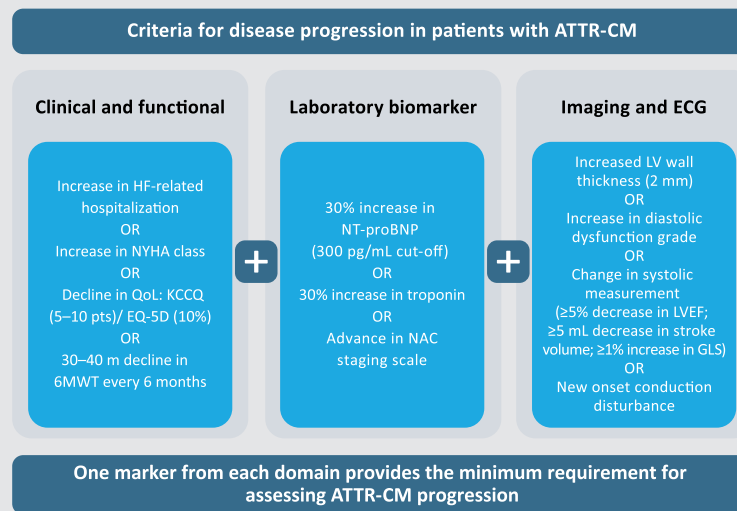 Criteria for disease progression in patients with ATTR-CM
Clinical and functional
Increase in HF-related
hospitalization
OR
Increase in NYHA class
OR
Decline in QoL: KCCQ
(5–10 pts)/ EQ-5D (10%)
OR
30–40 m decline in
6MWT every 6 months
+
Laboratory biomarker
30% increase in
NT-proBNP
(300 pg/mL cut-off)
OR
30% increase in troponin
OR
Advance in NAC
staging scale
+
Imaging and ECG
Increased LV wall
thickness (2 mm)
OR
Increase in diastolic
dysfunction grade
OR
Change in systolic
measurement
(≥5% decrease in LVEF;
≥5 mL decrease in stroke
volume; ≥1% increase in GLS)
OR
New onset conduction
disturbance
One marker from each domain provides the minimum requirement for
assessing ATTR-CM progression